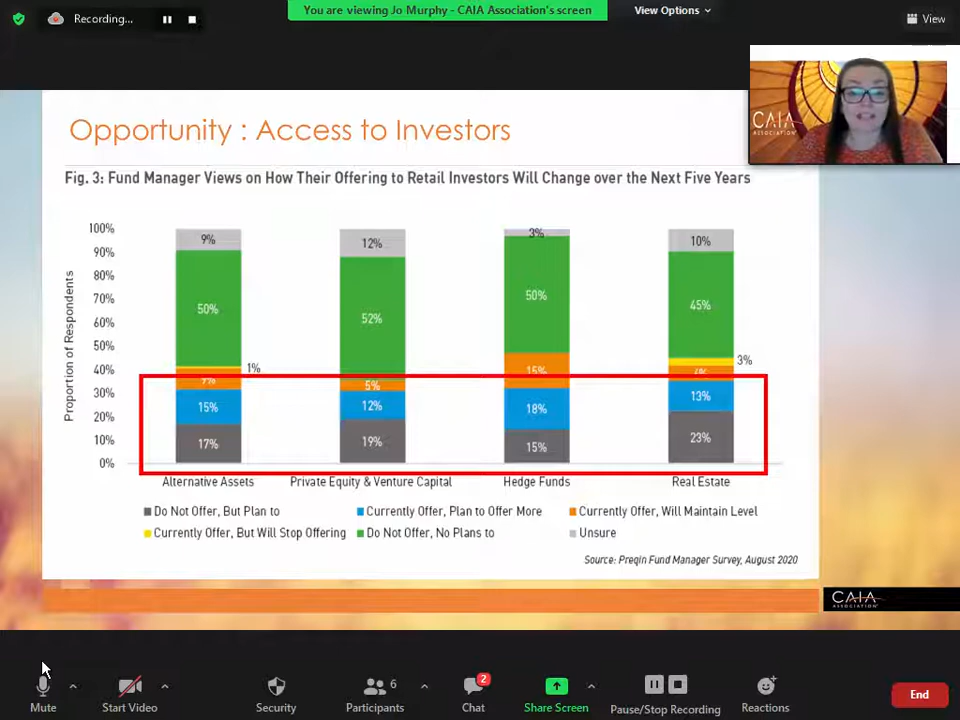 Recording...
You are viewing Jo Murphy - CAIA Association's screen
View Options
View
CAIA
ASSOCIATION
Opportunity : Access to Investors
Fig. 3: Fund Manager Views on How Their Offering to Retail Investors Will Change over the Next Five Years
Proportion of Respondents
100%
90%
80%
70%
60%
50%
40%
30%
20%
10%
0%
9%
50%
1%
7%
15%
17%
12%
52%
5%
12%
19%
3%
50%
15%
18%
15%
10%
45%
3%
13%
23%
Alternative Assets
Private Equity & Venture Capital
Hedge Funds
Real Estate
Do Not Offer, But Plan to
Currently Offer, Plan to Offer More
Currently Offer, Will Maintain Level
Currently Offer, But Will Stop Offering
Do Not Offer, No Plans to
Unsure
Source: Preqin Fund Manager Survey, August 2020
CAIA
ASSOCIATION
Mute
Start Video
Security
6
Participants
2
Chat
Share Screen
Pause/Stop Recording
Reactions
End